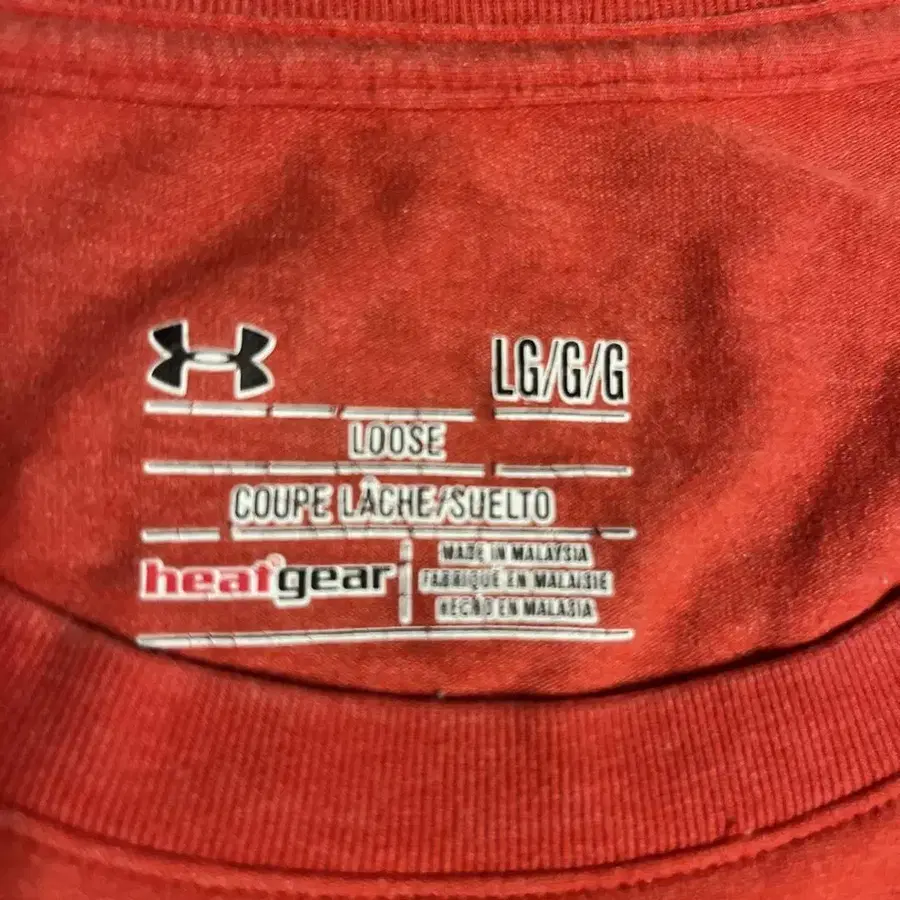 LG/G/G
LOOSE
COUPE LÂCHE/SUELTO
heatgear
MADE IN MALAYSIA
FABRIQUÉ EN MALAISIE
HECHO EN MALASIA